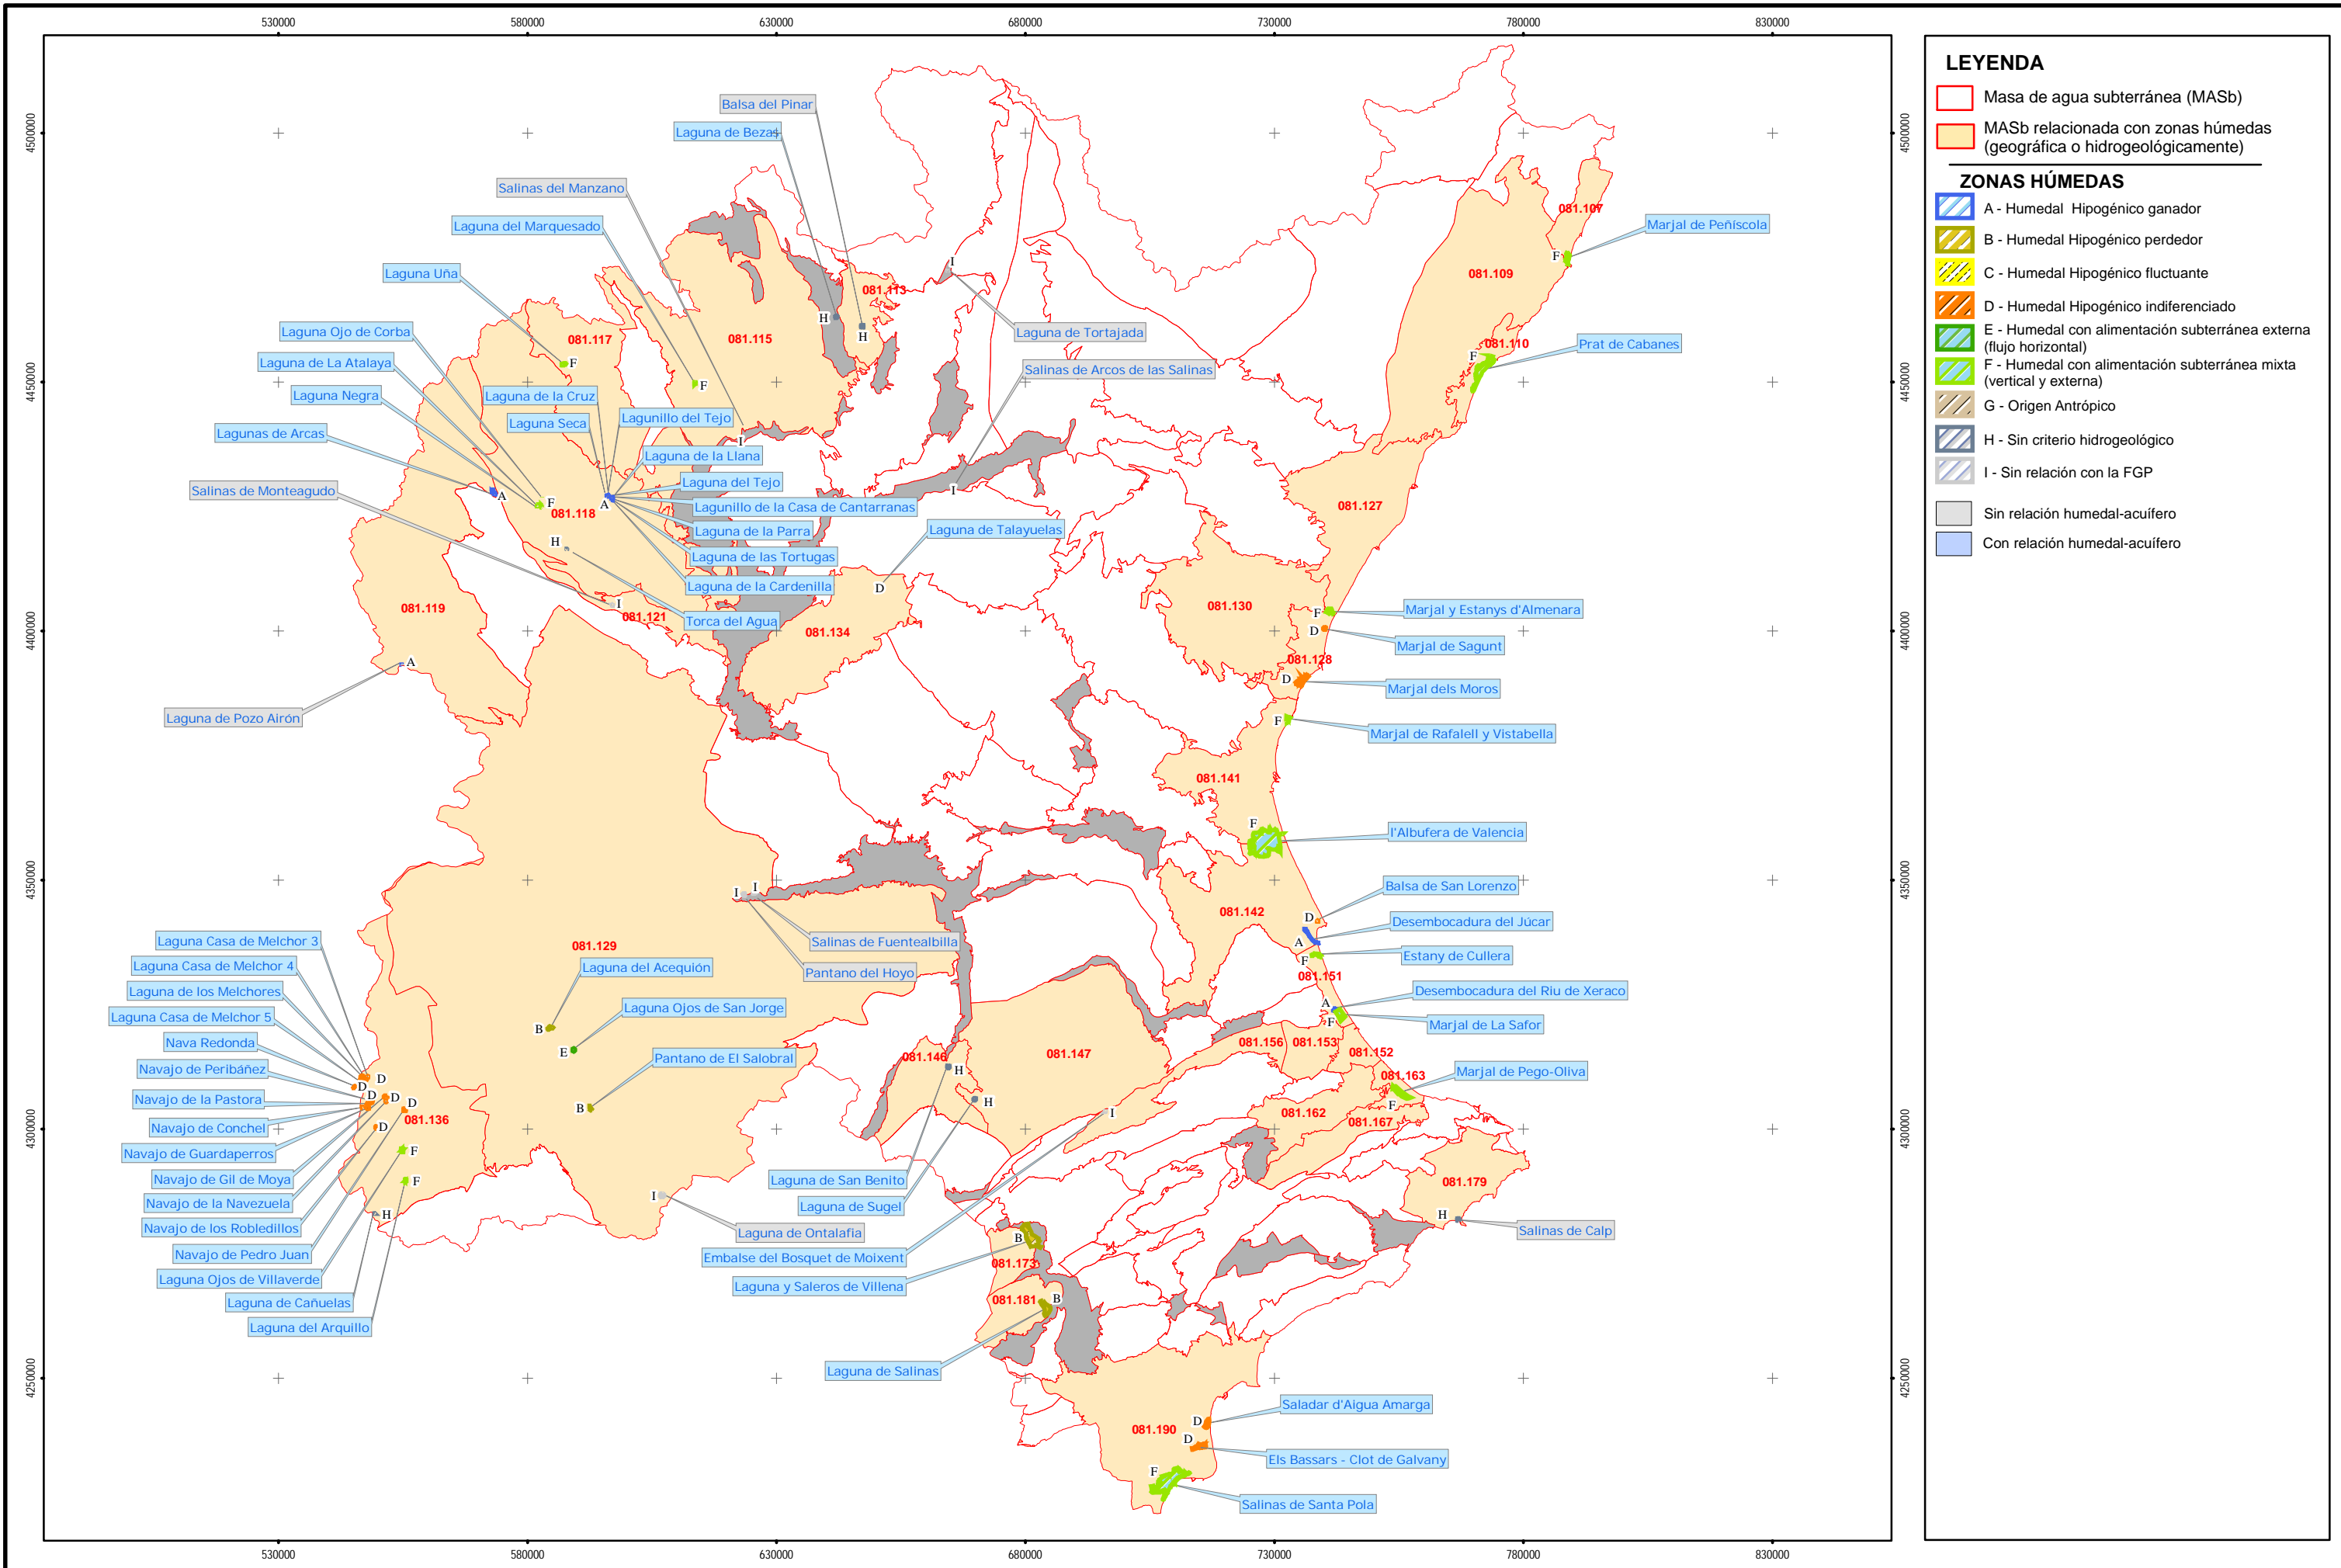 530000
580000
630000
680000
730000
780000
830000
4500000
4450000
4400000
4350000
4300000
4250000
4500000
4450000
4400000
4350000
4300000
4250000
Balsa del Pinar
Laguna de Bezas
Salinas del Manzano
Laguna del Marquesado
Laguna Uña
Laguna Ojo de Corba
Laguna de La Atalaya
Laguna Negra
Lagunas de Arcas
Salinas de Monteagudo
Laguna de la Cruz
Laguna Seca
Lagunillo del Tejo
Laguna de la Llana
Laguna del Tejo
Lagunillo de la Casa de Cantarranas
Laguna de la Parra
Laguna de las Tortugas
Laguna de la Cardenilla
Torca del Agua
Laguna de Talayuelas
Laguna de Tortajada
Salinas de Arcos de las Salinas
Marjal de Peñíscola
Prat de Cabanes
Marjal y Estanys d'Almenara
Marjal de Sagunt
Marjal dels Moros
Marjal de Rafalell y Vistabella
l'Albufera de Valencia
Balsa de San Lorenzo
Desembocadura del Júcar
Estany de Cullera
Desembocadura del Riu de Xeraco
Marjal de La Safor
Marjal de Pego-Oliva
Salinas de Calp
Laguna de Pozo Airón
Laguna Casa de Melchor 3
Laguna Casa de Melchor 4
Laguna de los Melchores
Laguna Casa de Melchor 5
Nava Redonda
Navajo de Peribáñez
Navajo de la Pastora
Navajo de Conchel
Navajo de Guardaperros
Navajo de Gil de Moya
Navajo de la Navezuela
Navajo de los Robledillos
Navajo de Pedro Juan
Laguna Ojos de Villaverde
Laguna de Cañuelas
Laguna del Arquillo
Laguna del Acequión
Laguna Ojos de San Jorge
Pantano de El Salobral
Salinas de Fuentealbilla
Pantano del Hoyo
Laguna de San Benito
Laguna de Sugel
Laguna de Ontalafia
Embalse del Bosquet de Moixent
Laguna y Saleros de Villena
Laguna de Salinas
Saladar d'Aigua Amarga
Els Bassars - Clot de Galvany
Salinas de Santa Pola
081.107
081.109
081.110
081.113
081.115
081.117
081.118
081.119
081.121
081.127
081.128
081.129
081.130
081.134
081.136
081.141
081.142
081.146
081.147
081.151
081.152
081.153
081.156
081.162
081.163
081.167
081.173
081.179
081.181
081.190
F
F
H
H
I
F
F
I
A
F
A
H
I
A
I
D
F
D
D
F
F
D
A
F
A
F
F
H
I
I
B
E
B
I
D
D
D
D
D
D
F
F
H
H
H
I
B
B
D
D
F
530000
580000
630000
680000
730000
780000
830000
LEYENDA
Masa de agua subterránea (MASb)
MASb relacionada con zonas húmedas
(geográfica o hidrogeológicamente)
ZONAS HÚMEDAS
A - Humedal Hipogénico ganador
B - Humedal Hipogénico perdedor
C - Humedal Hipogénico fluctuante
D - Humedal Hipogénico indiferenciado
E - Humedal con alimentación subterránea externa
(flujo horizontal)
F - Humedal con alimentación subterránea mixta
(vertical y externa)
G - Origen Antrópico
H - Sin criterio hidrogeológico
I - Sin relación con la FGP
Sin relación humedal-acuífero
Con relación humedal-acuífero